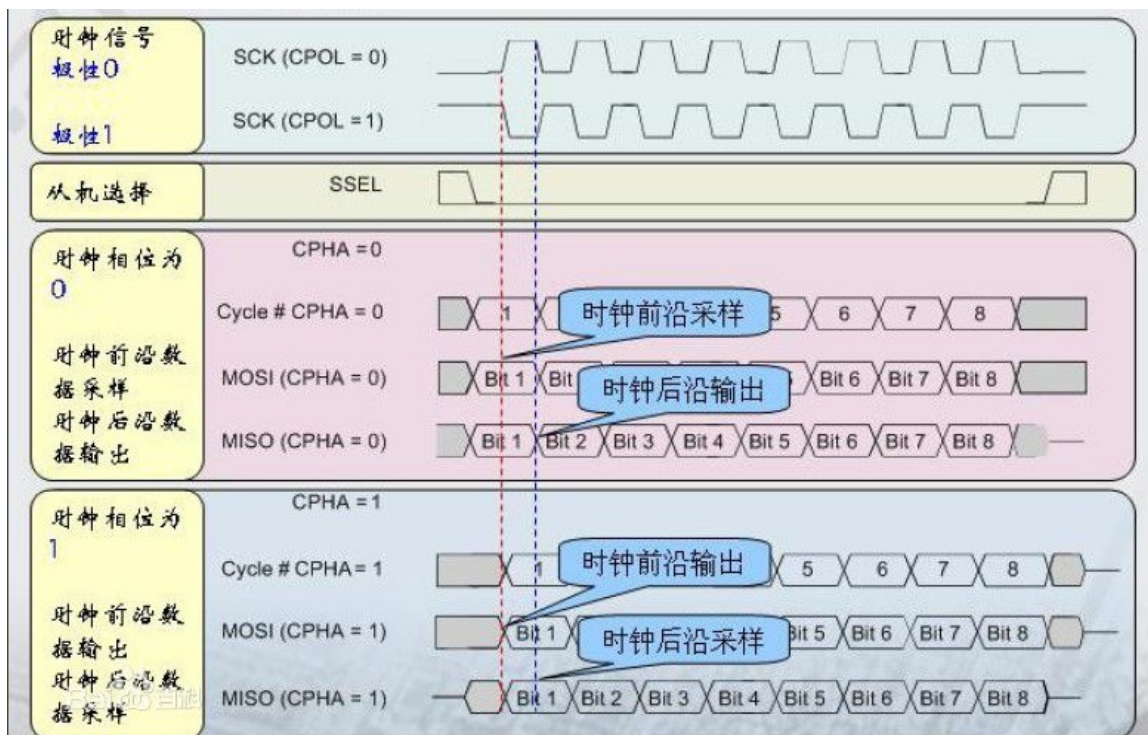 时钟信号
极性0
SCK (CPOL = 0)
极性1
SCK (CPOL = 1)
从机选择
SSEL
时钟相位为
0
时钟前沿数
据采样
时钟后沿数
据输出
CPHA = 0
Cycle # CPHA = 0
1
5
6
7
8
时钟前沿采样
MOSI (CPHA = 0)
Bit 1
Bit
Bit 6
Bit 7
Bit 8
时钟后沿输出
MISO (CPHA = 0)
Bit 1
Bit 2
Bit 3
Bit 4
Bit 5
Bit 6
Bit 7
Bit 8
时钟相位为
1
时钟前沿数
据输出
时钟后沿数
据采样
CPHA = 1
Cycle # CPHA = 1
1
5
6
7
8
时钟前沿输出
MOSI (CPHA = 1)
Bit 1
Bit 5
Bit 6
Bit 7
Bit 8
时钟后沿采样
MISO (CPHA = 1)
Bit 1
Bit 2
Bit 3
Bit 4
Bit 5
Bit 6
Bit 7
Bit 8